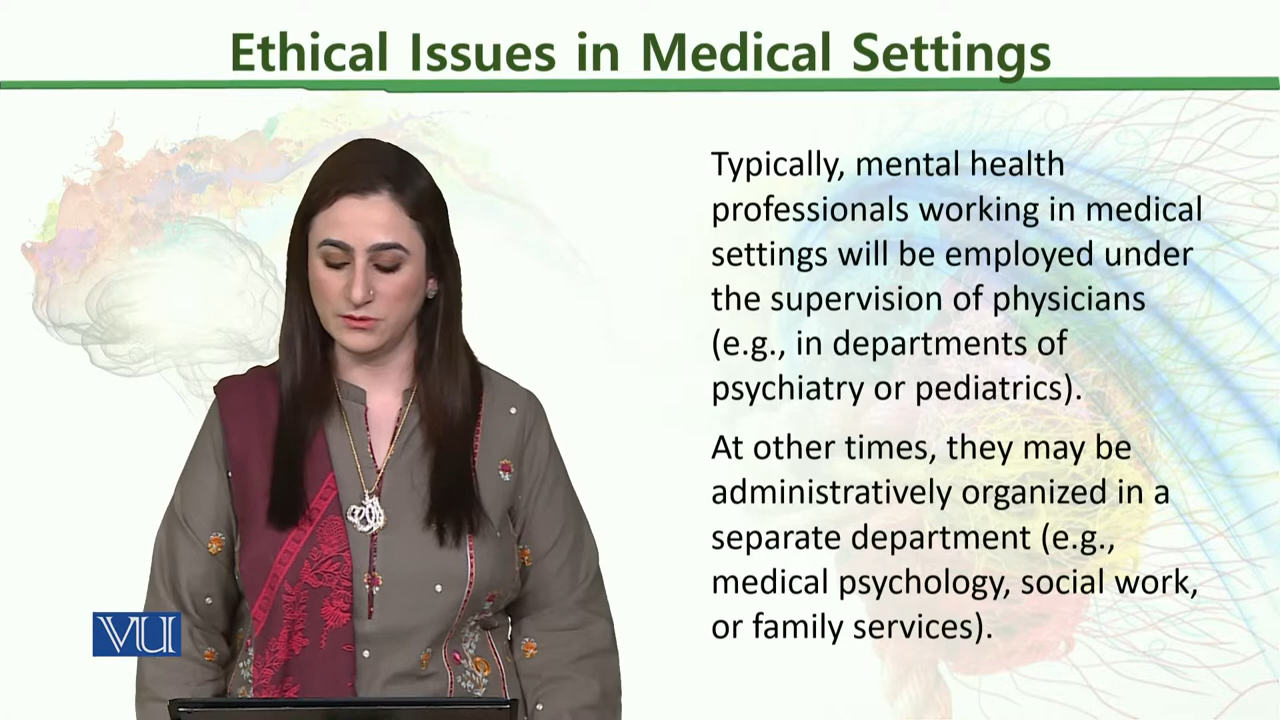 Ethical Issues in Medical Settings
Typically, mental health
professionals working in medical
settings will be employed under
the supervision of physicians
(e.g., in departments of
psychiatry or pediatrics).
At other times, they may be
administratively organized in a
separate department (e.g.,
medical psychology, social work,
or family services).
VU